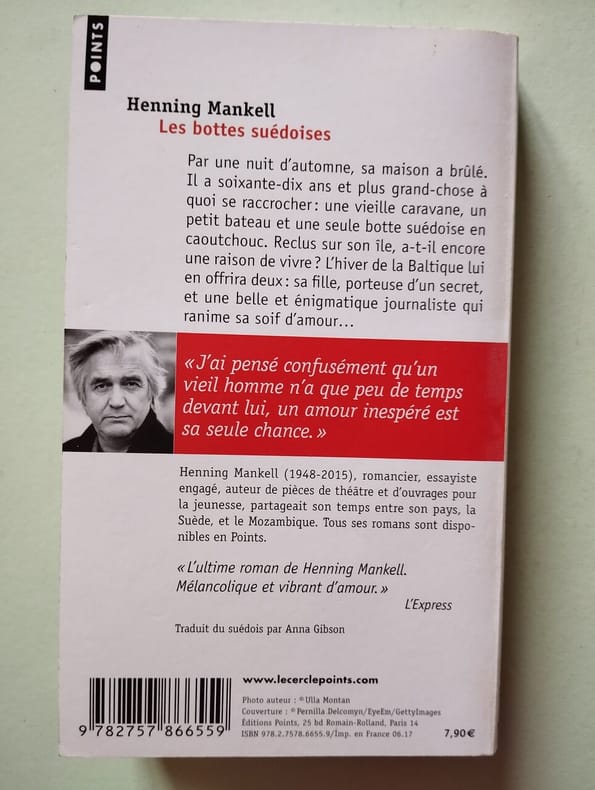 POINTS
Henning Mankell
Les bottes suédoises
Par une nuit d'automne, sa maison a brûlé.
Il a soixante-dix ans et plus grand-chose à
quoi se raccrocher : une vieille caravane, un
petit bateau et une seule botte suédoise en
caoutchouc. Reclus sur son île, a-t-il encore
une raison de vivre ? L'hiver de la Baltique lui
en offrira deux : sa fille, porteuse d'un secret,
et une belle et énigmatique journaliste qui
ranime sa soif d'amour…
« J'ai pensé confusément qu'un
vieil homme n'a que peu de temps
devant lui, un amour inespéré est
sa seule chance. »
Henning Mankell (1948-2015), romancier, essayiste
engagé, auteur de pièces de théâtre et d'ouvrages pour
la jeunesse, partageait son temps entre son pays, la
Suède, et le Mozambique. Tous ses romans sont dispo-
nibles en Points.
« L'ultime roman de Henning Mankell.
Mélancolique et vibrant d'amour. »
L'Express
Traduit du suédois par Anna Gibson
www.lecerclepoints.com
Photo auteur : © Ulla Montan
Couverture : © Pernilla Delcomyn/EyeEm/GettyImages
Éditions Points, 25 bd Romain-Rolland, Paris 14
ISBN 978.2.7578.6655.9/Imp. en France 06.17
7,90 €
9 782757 866559